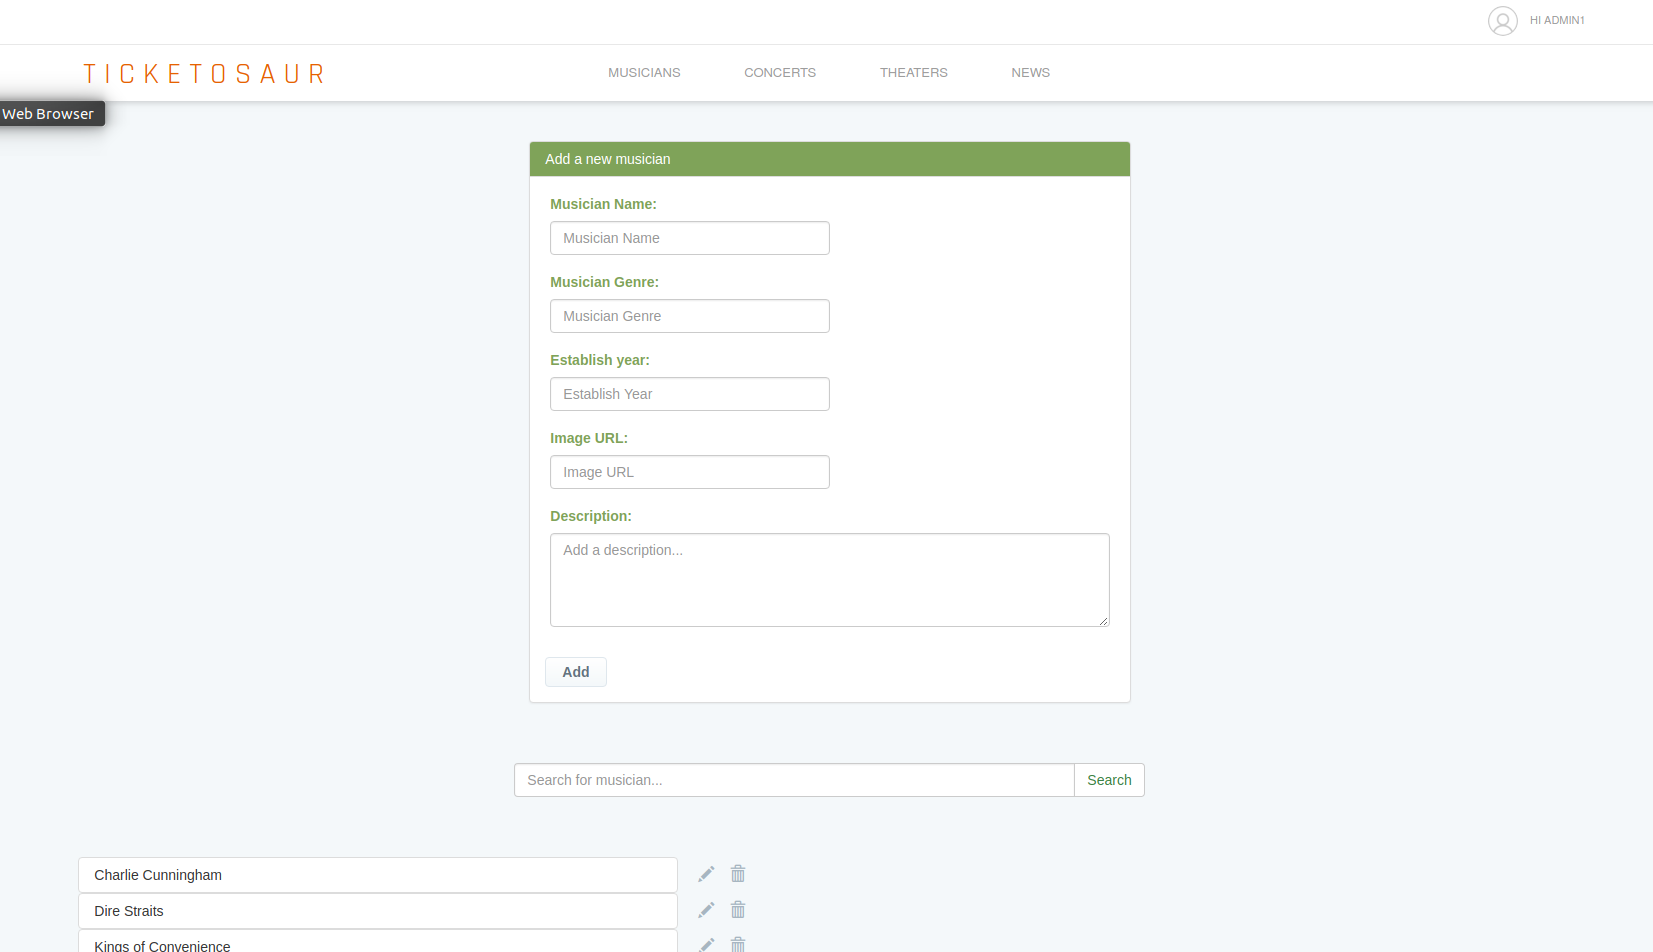 HI ADMIN1
TICKETOSAUR
MUSICIANS CONCERTS THEATERS NEWS
Web Browser
Add a new musician
Musician Name:
Musician Name
Musician Genre:
Musician Genre
Establish year:
Establish Year
Image URL:
Image URL
Description:
Add a description...
Add
Search for musician... Search
Charlie Cunningham
Dire Straits
Kings of Convenience